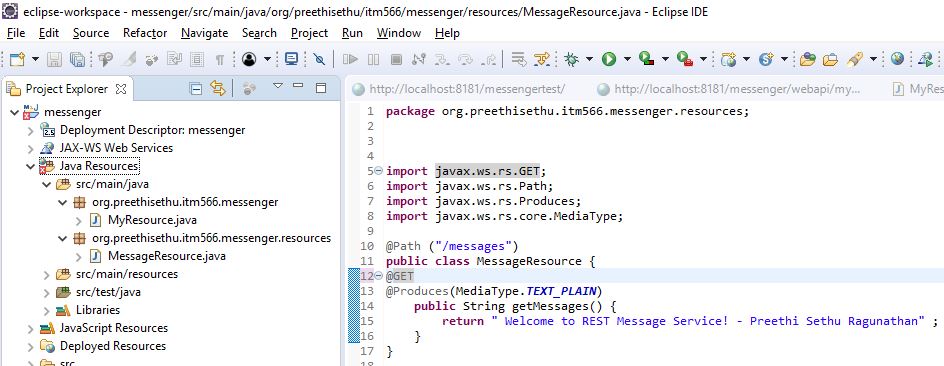 eclipse-workspace - messenger/src/main/java/org/preethisethu/itm566/messenger/resources/MessageResource.java - Eclipse IDE
File Edit Source Refactor Navigate Search Project Run Window Help
Project Explorer
messenger
Deployment Descriptor: messenger
JAX-WS Web Services
Java Resources
src/main/java
org.preethisethu.itm566.messenger
MyResource.java
org.preethisethu.itm566.messenger.resources
MessageResource.java
src/main/resources
src/test/java
Libraries
JavaScript Resources
Deployed Resources
src
http://localhost:8181/messengertest/
http://localhost:8181/messenger/webapi/my...
MyRes
1 package org.preethisethu.itm566.messenger.resources;
2
3
4
5 import javax.ws.rs.GET;
6 import javax.ws.rs.Path;
7 import javax.ws.rs.Produces;
8 import javax.ws.rs.core.MediaType;
9
10 @Path ("/messages")
11 public class MessageResource {
12 @GET
13 @Produces(MediaType.TEXT_PLAIN)
14 public String getMessages() {
15 return " Welcome to REST Message Service! - Preethi Sethu Ragunathan" ;
16 }
17 }
18